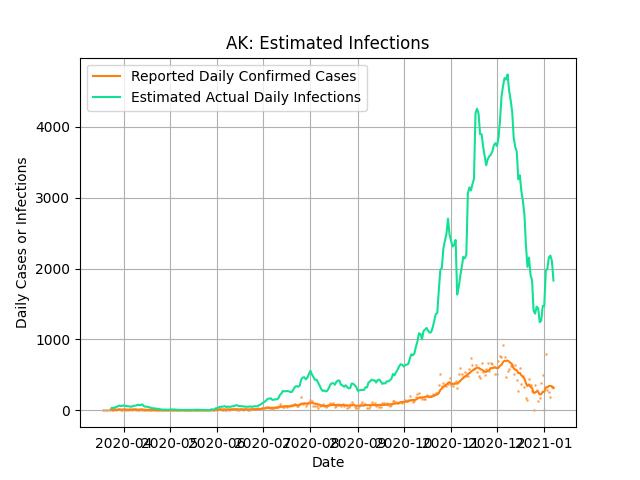 AK: Estimated Infections
Reported Daily Confirmed Cases
Estimated Actual Daily Infections
Daily Cases or Infections
4000
3000
2000
1000
0
2020-04 2020-05 2020-06 2020-07 2020-08 2020-09 2020-10 2020-11 2020-12 2021-01
Date